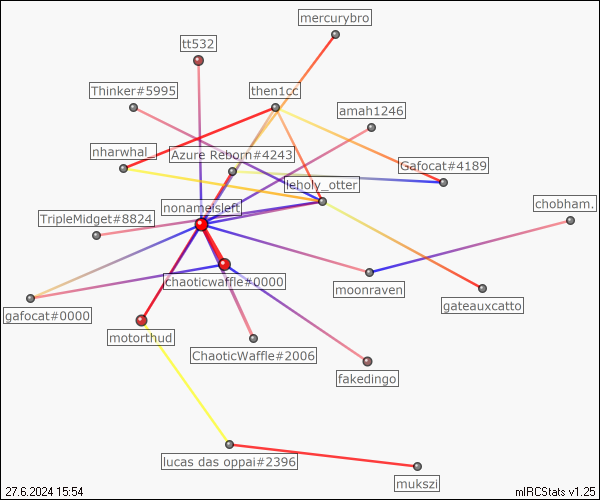 mercurybro
tt532
Thinker#5995
then1cc
amah1246
nharwhal_
Azure Reborn#4243
Gafocat#4189
leholy_otter
chobham.
nonameisleft
TripleMidget#8824
chaoticwaffle#0000
moonraven
gateauxcatto
gafocat#0000
motorthud
ChaoticWaffle#2006
fakedingo
lucas das oppai#2396
mukszi
27.6.2024 15:54
mIRCStats v1.25